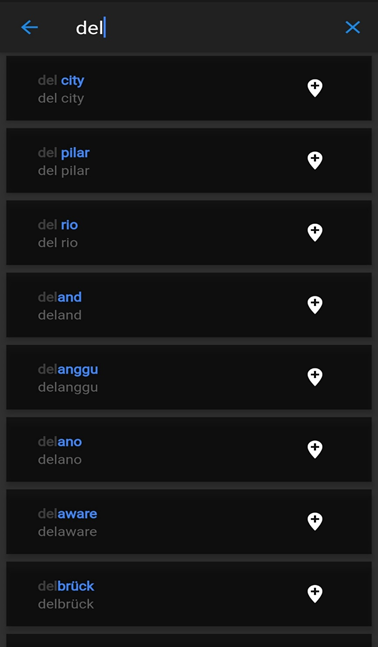 del
del city
del city
del pilar
del pilar
del rio
del rio
deland
deland
delanggu
delanggu
delano
delano
delaware
delaware
delbrück
delbrück